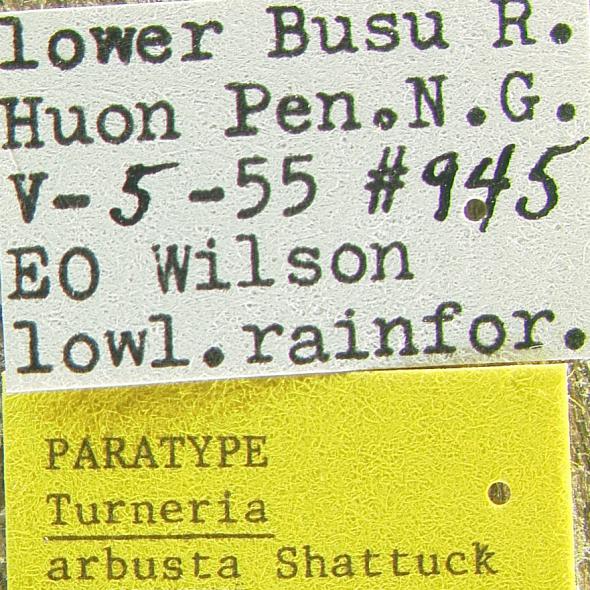 lower Busu R.
Huon Pen.N.G.
V-5-55 #945
EO Wilson
lowl.rainfor.
PARATYPE
Turneria
arbusta Shattuck